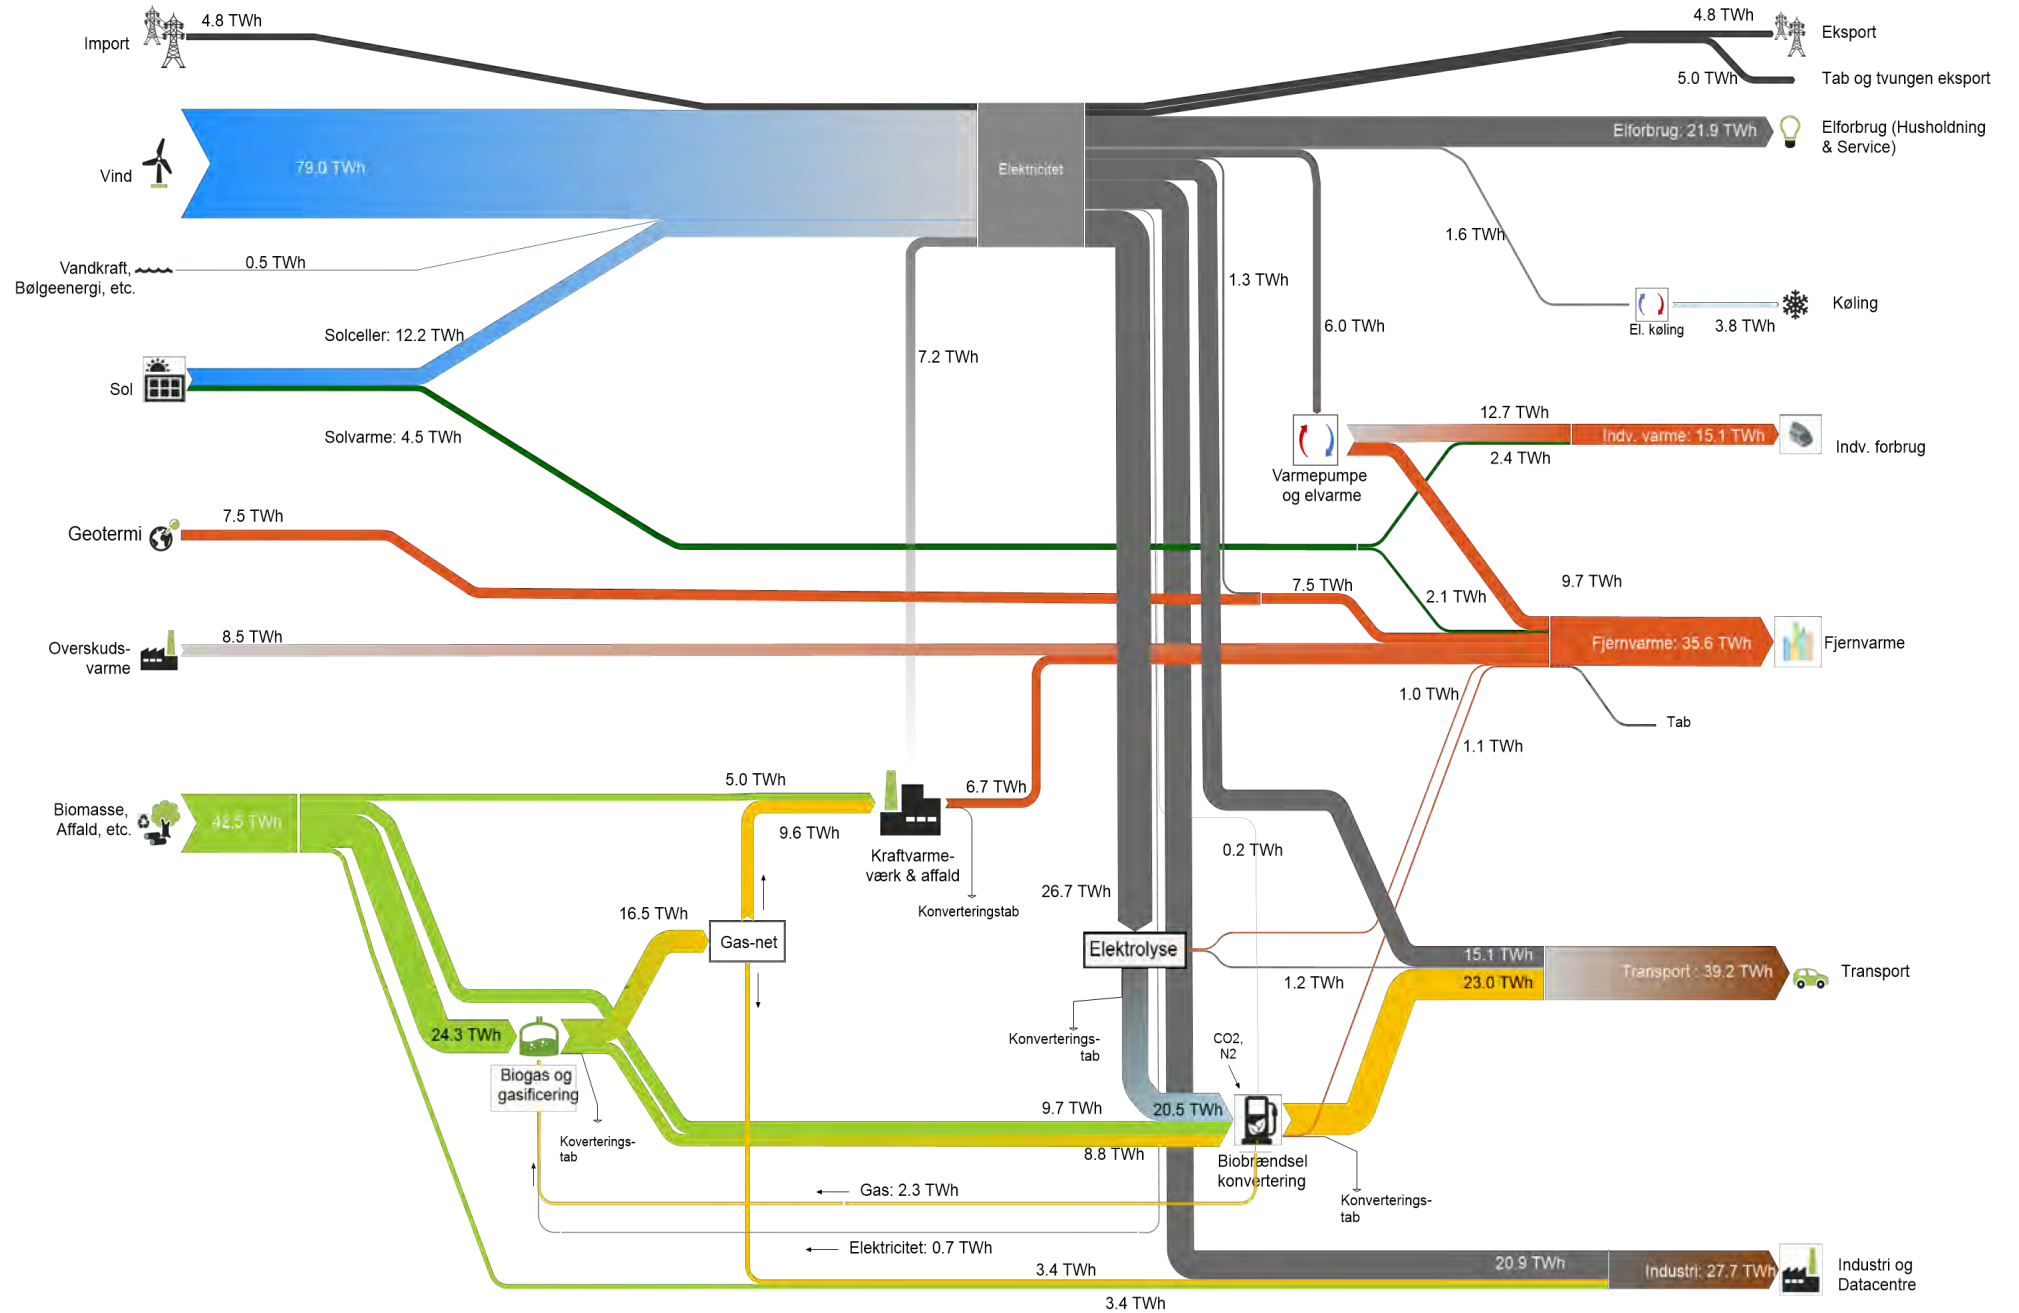 4.8 TWh
Import
4.8 TWh
Eksport
5.0 TWh
Tab og tvungen eksport
Elforbrug: 21.9 TWh
Elforbrug (Husholdning
& Service)
Vind
79.0 TWh
Elektricitet
1.6 TWh
Vandkraft,
Bølgeenergi, etc.
0.5 TWh
1.3 TWh
6.0 TWh
El. køling
3.8 TWh
Køling
Solceller: 12.2 TWh
7.2 TWh
Sol
Solvarme: 4.5 TWh
12.7 TWh
Indv. varme: 15.1 TWh
Indv. forbrug
2.4 TWh
Varmepumpe
og elvarme
Geotermi
7.5 TWh
7.5 TWh
2.1 TWh
9.7 TWh
Overskuds-
varme
8.5 TWh
Fjernvarme: 35.6 TWh
Fjernvarme
1.0 TWh
Tab
1.1 TWh
Biomasse,
Affald, etc.
42.5 TWh
5.0 TWh
9.6 TWh
6.7 TWh
Kraftvarme-
værk & affald
Konverteringstab
0.2 TWh
26.7 TWh
16.5 TWh
Gas-net
Elektrolyse
15.1 TWh
1.2 TWh
23.0 TWh
Transport : 39.2 TWh
Transport
24.3 TWh
Biogas og
gasificering
Koverterings-
tab
Konverterings-
tab
CO2,
N2
9.7 TWh
20.5 TWh
8.8 TWh
Biobrændsel
konvertering
Konverterings-
tab
Gas: 2.3 TWh
Elektricitet: 0.7 TWh
3.4 TWh
3.4 TWh
20.9 TWh
Industri: 27.7 TWh
Industri og
Datacentre